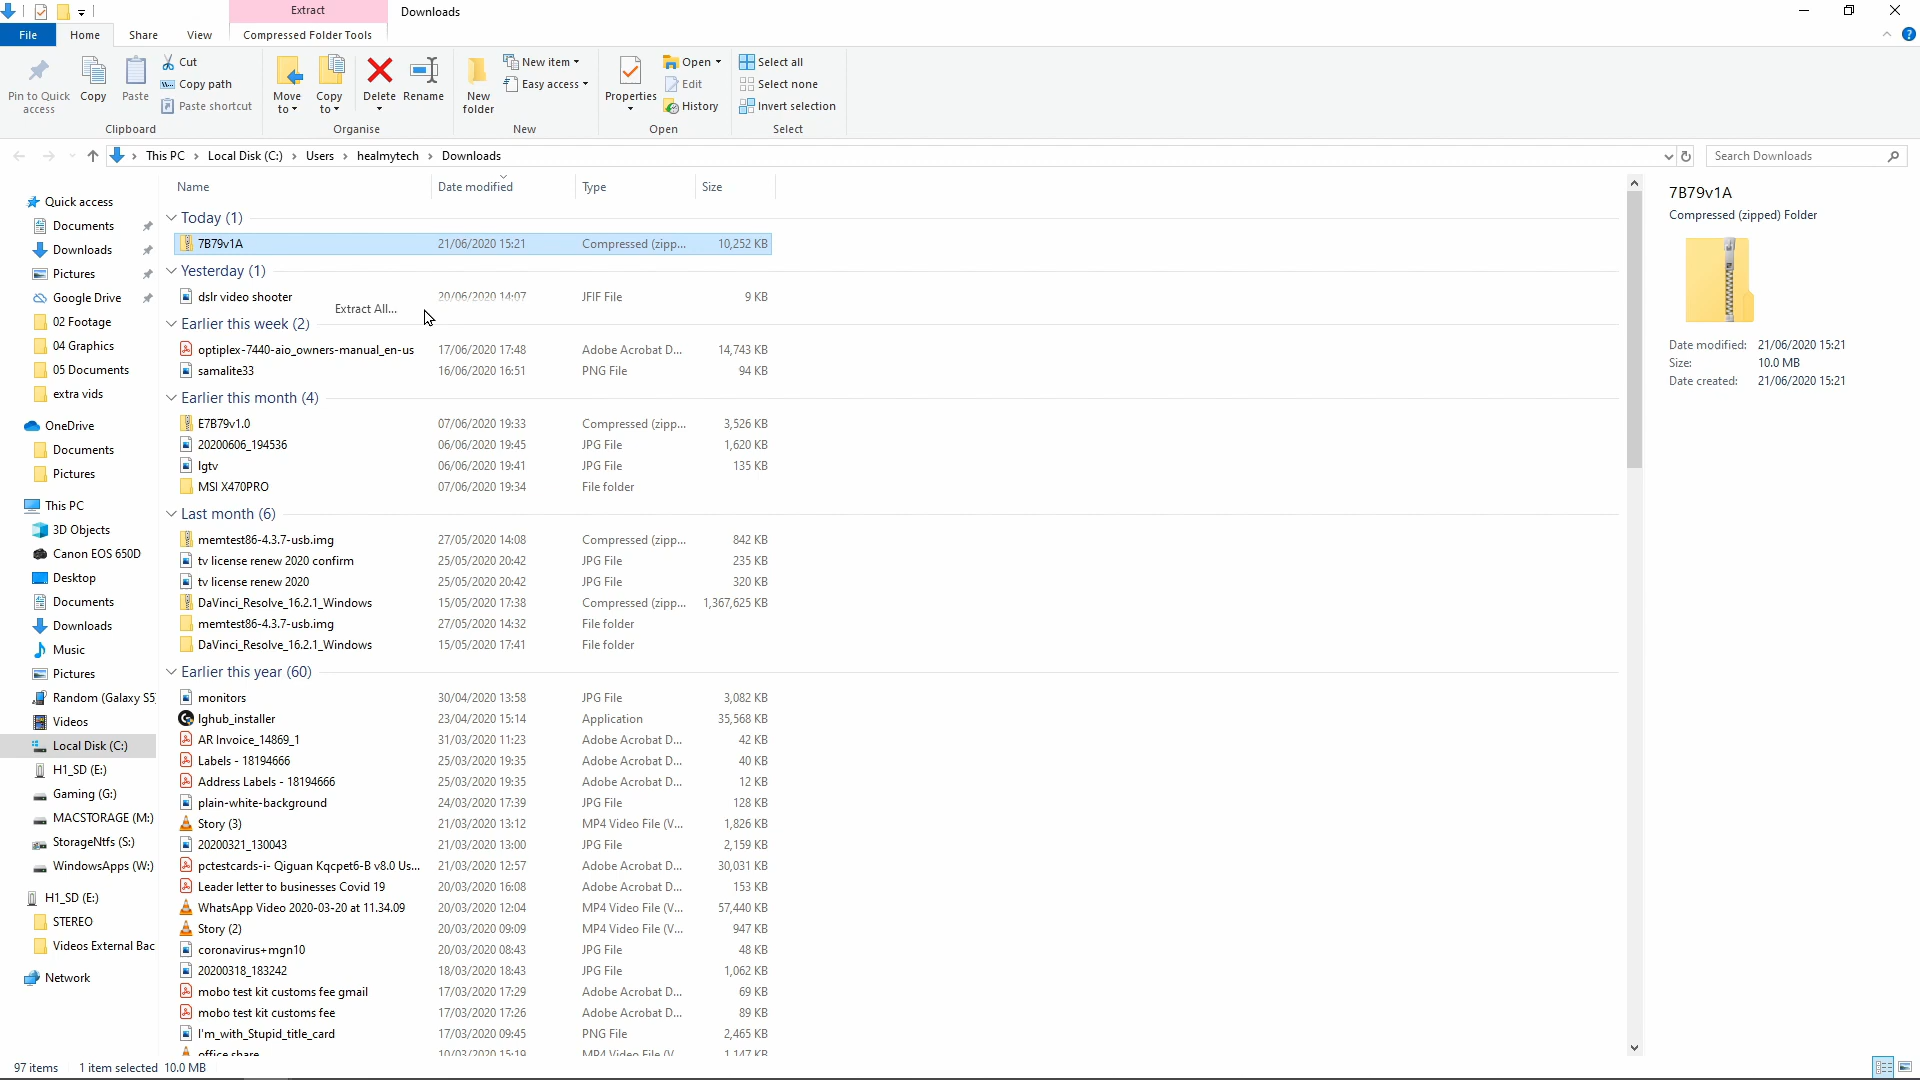 Extract
Downloads
File
Home
Share
View
Compressed Folder Tools
Pin to Quick access
Copy
Paste
Cut
Copy path
Paste shortcut
Clipboard
Move to
Copy to
Delete
Rename
Organise
New folder
New item
Easy access
New
Properties
Open
Edit
History
Open
Select all
Select none
Invert selection
Select
This PC > Local Disk (C:) > Users > healmytech > Downloads
Search Downloads
Quick access
Documents
Downloads
Pictures
Google Drive
02 Footage
04 Graphics
05 Documents
extra vids
OneDrive
Documents
Pictures
This PC
3D Objects
Canon EOS 650D
Desktop
Documents
Downloads
Music
Pictures
Random (Galaxy S5
Videos
Local Disk (C:)
H1_SD (E:)
Gaming (G:)
MACSTORAGE (M:)
StorageNtfs (S:)
WindowsApps (W:)
H1_SD (E:)
STEREO
Videos External Bac
Network
Name Date modified Type Size
Today (1)
7B79v1A 21/06/2020 15:21 Compressed (zipp... 10,252 KB
Yesterday (1)
dslr video shooter 20/06/2020 14:07 JFIF File 9 KB
Extract All...
Earlier this week (2)
optiplex-7440-aio_owners-manual_en-us 17/06/2020 17:48 Adobe Acrobat D... 14,743 KB
samalite33 16/06/2020 16:51 PNG File 94 KB
Earlier this month (4)
E7B79v1.0 07/06/2020 19:33 Compressed (zipp... 3,526 KB
20200606_194536 06/06/2020 19:45 JPG File 1,620 KB
lgtv 06/06/2020 19:41 JPG File 135 KB
MSI X470PRO 07/06/2020 19:34 File folder
Last month (6)
memtest86-4.3.7-usb.img 27/05/2020 14:08 Compressed (zipp... 842 KB
tv license renew 2020 confirm 25/05/2020 20:42 JPG File 235 KB
tv license renew 2020 25/05/2020 20:42 JPG File 320 KB
DaVinci_Resolve_16.2.1_Windows 15/05/2020 17:38 Compressed (zipp... 1,367,625 KB
memtest86-4.3.7-usb.img 27/05/2020 14:32 File folder
DaVinci_Resolve_16.2.1_Windows 15/05/2020 17:41 File folder
Earlier this year (60)
monitors 30/04/2020 13:58 JPG File 3,082 KB
lghub_installer 23/04/2020 15:14 Application 35,568 KB
AR Invoice_14869_1 31/03/2020 11:23 Adobe Acrobat D... 42 KB
Labels - 18194666 25/03/2020 19:35 Adobe Acrobat D... 40 KB
Address Labels - 18194666 25/03/2020 19:35 Adobe Acrobat D... 12 KB
plain-white-background 24/03/2020 17:39 JPG File 128 KB
Story (3) 21/03/2020 13:12 MP4 Video File (V... 1,826 KB
20200321_130043 21/03/2020 13:00 JPG File 2,159 KB
pctestcards-i- Qiguan Kqcpet6-B v8.0 Us... 21/03/2020 12:57 Adobe Acrobat D... 30,031 KB
Leader letter to businesses Covid 19 20/03/2020 16:08 Adobe Acrobat D... 153 KB
WhatsApp Video 2020-03-20 at 11.34.09 20/03/2020 12:04 MP4 Video File (V... 57,440 KB
Story (2) 20/03/2020 09:09 MP4 Video File (V... 947 KB
coronavirus+mgn10 20/03/2020 08:43 JPG File 48 KB
20200318_183242 18/03/2020 18:43 JPG File 1,062 KB
mobo test kit customs fee gmail 17/03/2020 17:29 Adobe Acrobat D... 69 KB
mobo test kit customs fee 17/03/2020 17:26 Adobe Acrobat D... 89 KB
I'm_with_Stupid_title_card 17/03/2020 09:45 PNG File 2,465 KB
office share 10/03/2020 15:19 MP4 Video File (V... 1,147 KB
7B79v1A
Compressed (zipped) Folder
Date modified: 21/06/2020 15:21
Size: 10.0 MB
Date created: 21/06/2020 15:21
97 items 1 item selected 10.0 MB